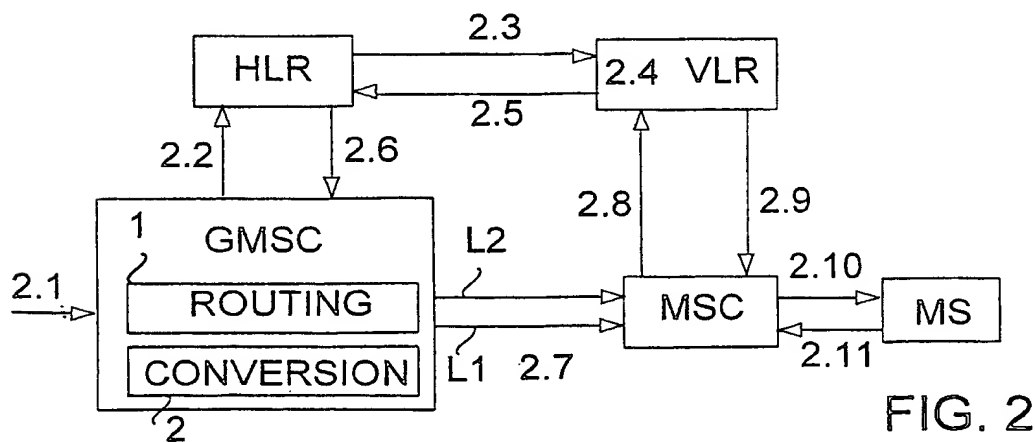 2.3
HLR
2.4 VLR
2.5
2.2
2.6
2.8
2.9
1
GMSC
L2
2.10
2.1
ROUTING
MSC
MS
CONVERSION
L1
2.7
2.11
2
FIG. 2